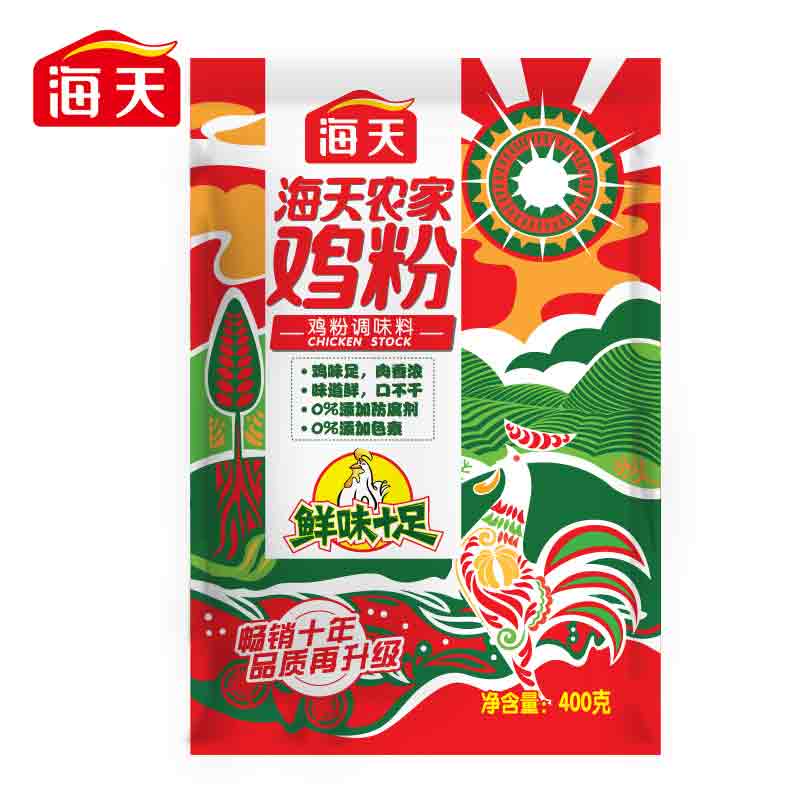 海天
海天
海天农家
鸡粉
鸡粉调味料
CHICKEN STOCK
·鸡味足，肉香浓
·味道鲜，口不干
·0%添加防腐剂
·0%添加色素
鲜味十足
畅销十年
品质再升级
净含量：400克